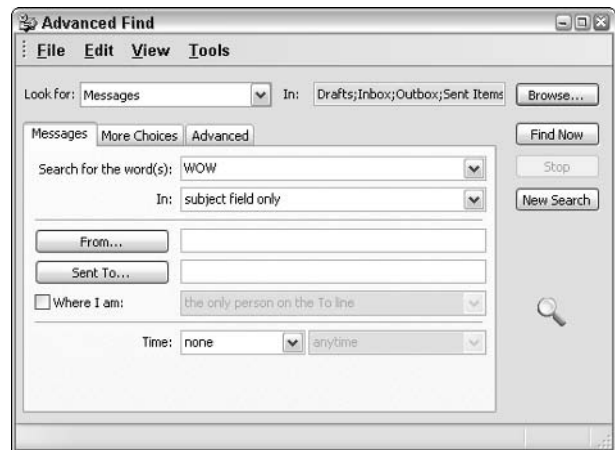 Advanced Find
File Edit View Tools
Look for: Messages In: Drafts;Inbox;Outbox;Sent Items Browse...
Messages More Choices Advanced Find Now
Search for the word(s): WOW Stop
In: subject field only New Search
From...
Sent To...
Where I am: the only person on the To line
Time: none anytime